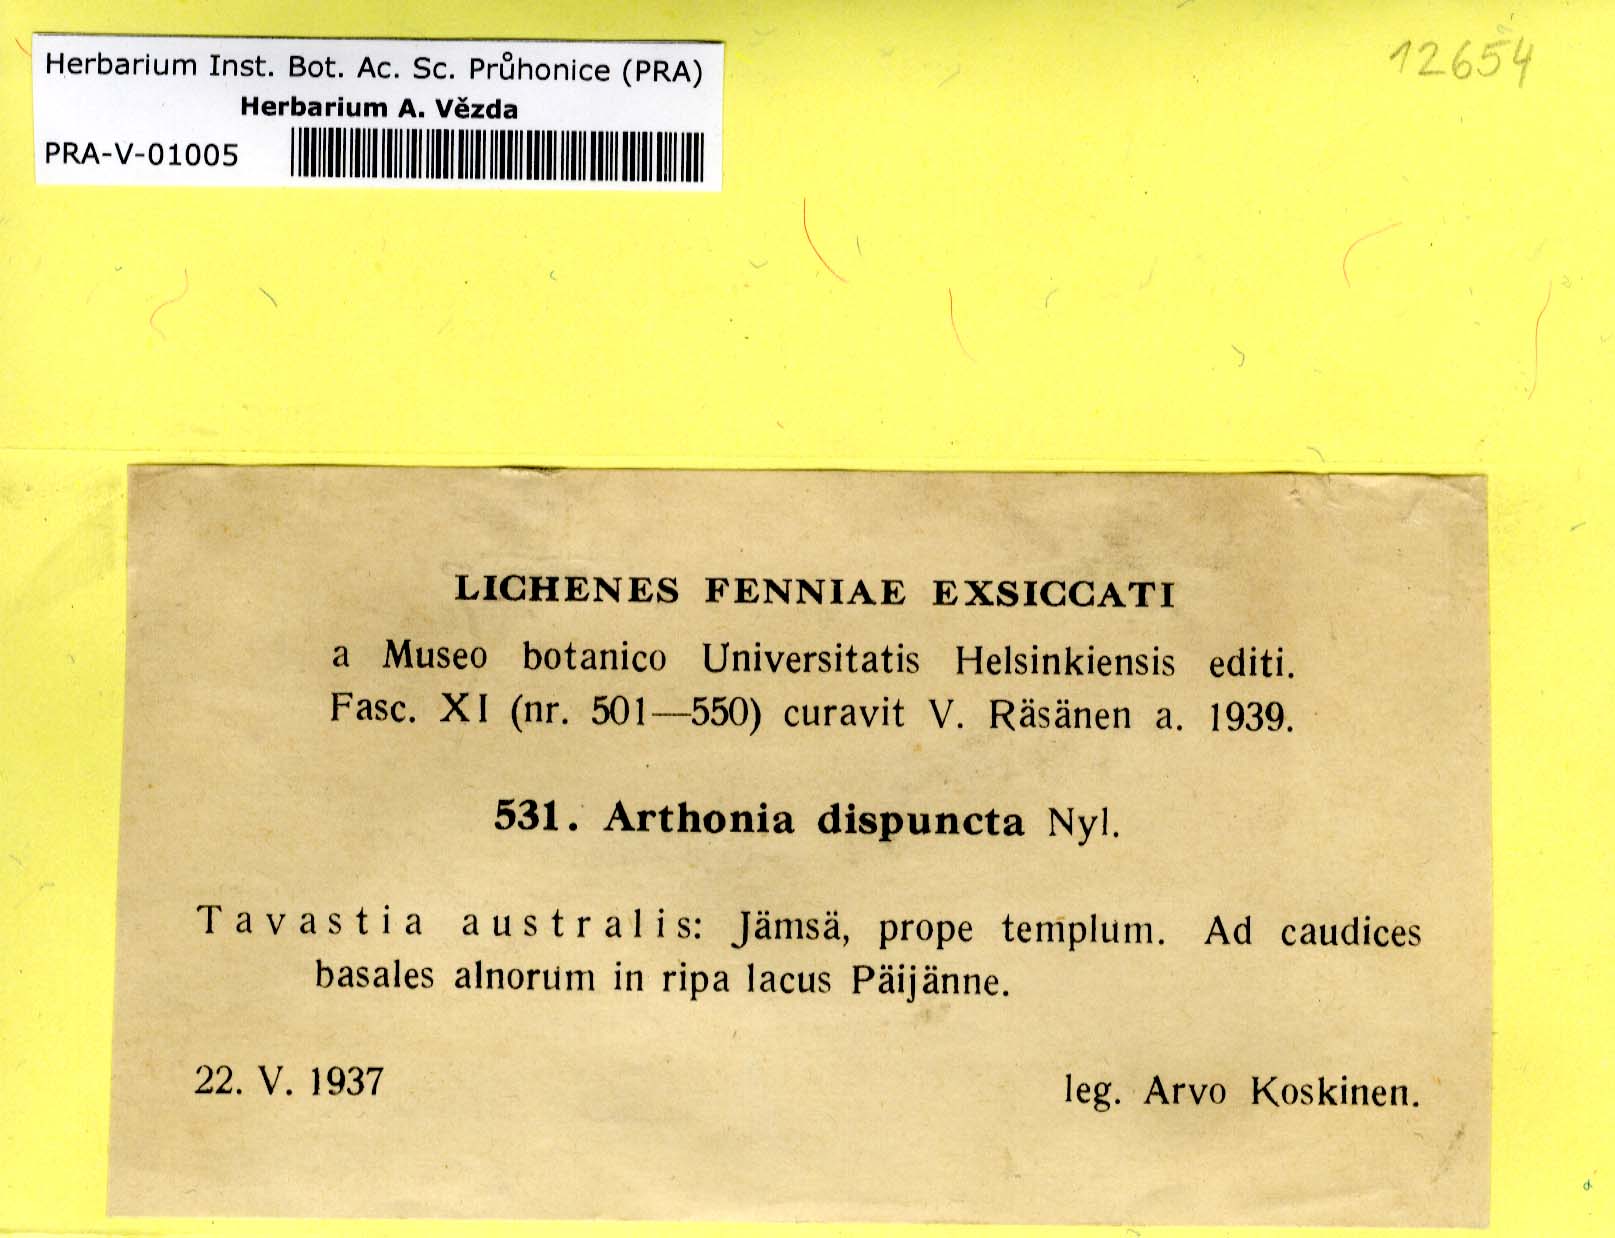 Herbarium Inst. Bot. Ac. Sc. Průhonice (PRA)
Herbarium A. Vězda
PRA-V-01005
12654
LICHENES FENNIAE EXSICCATI
a Museo botanico Universitatis Helsinkiensis editi.
Fasc. XI (nr. 501—550) curavit V. Räsänen a. 1939.
531. Arthonia dispuncta Nyl.
Tavastia australis: Jämsä, prope templum. Ad caudices
basales alnorum in ripa lacus Päijänne.
22. V. 1937
leg. Arvo Koskinen.